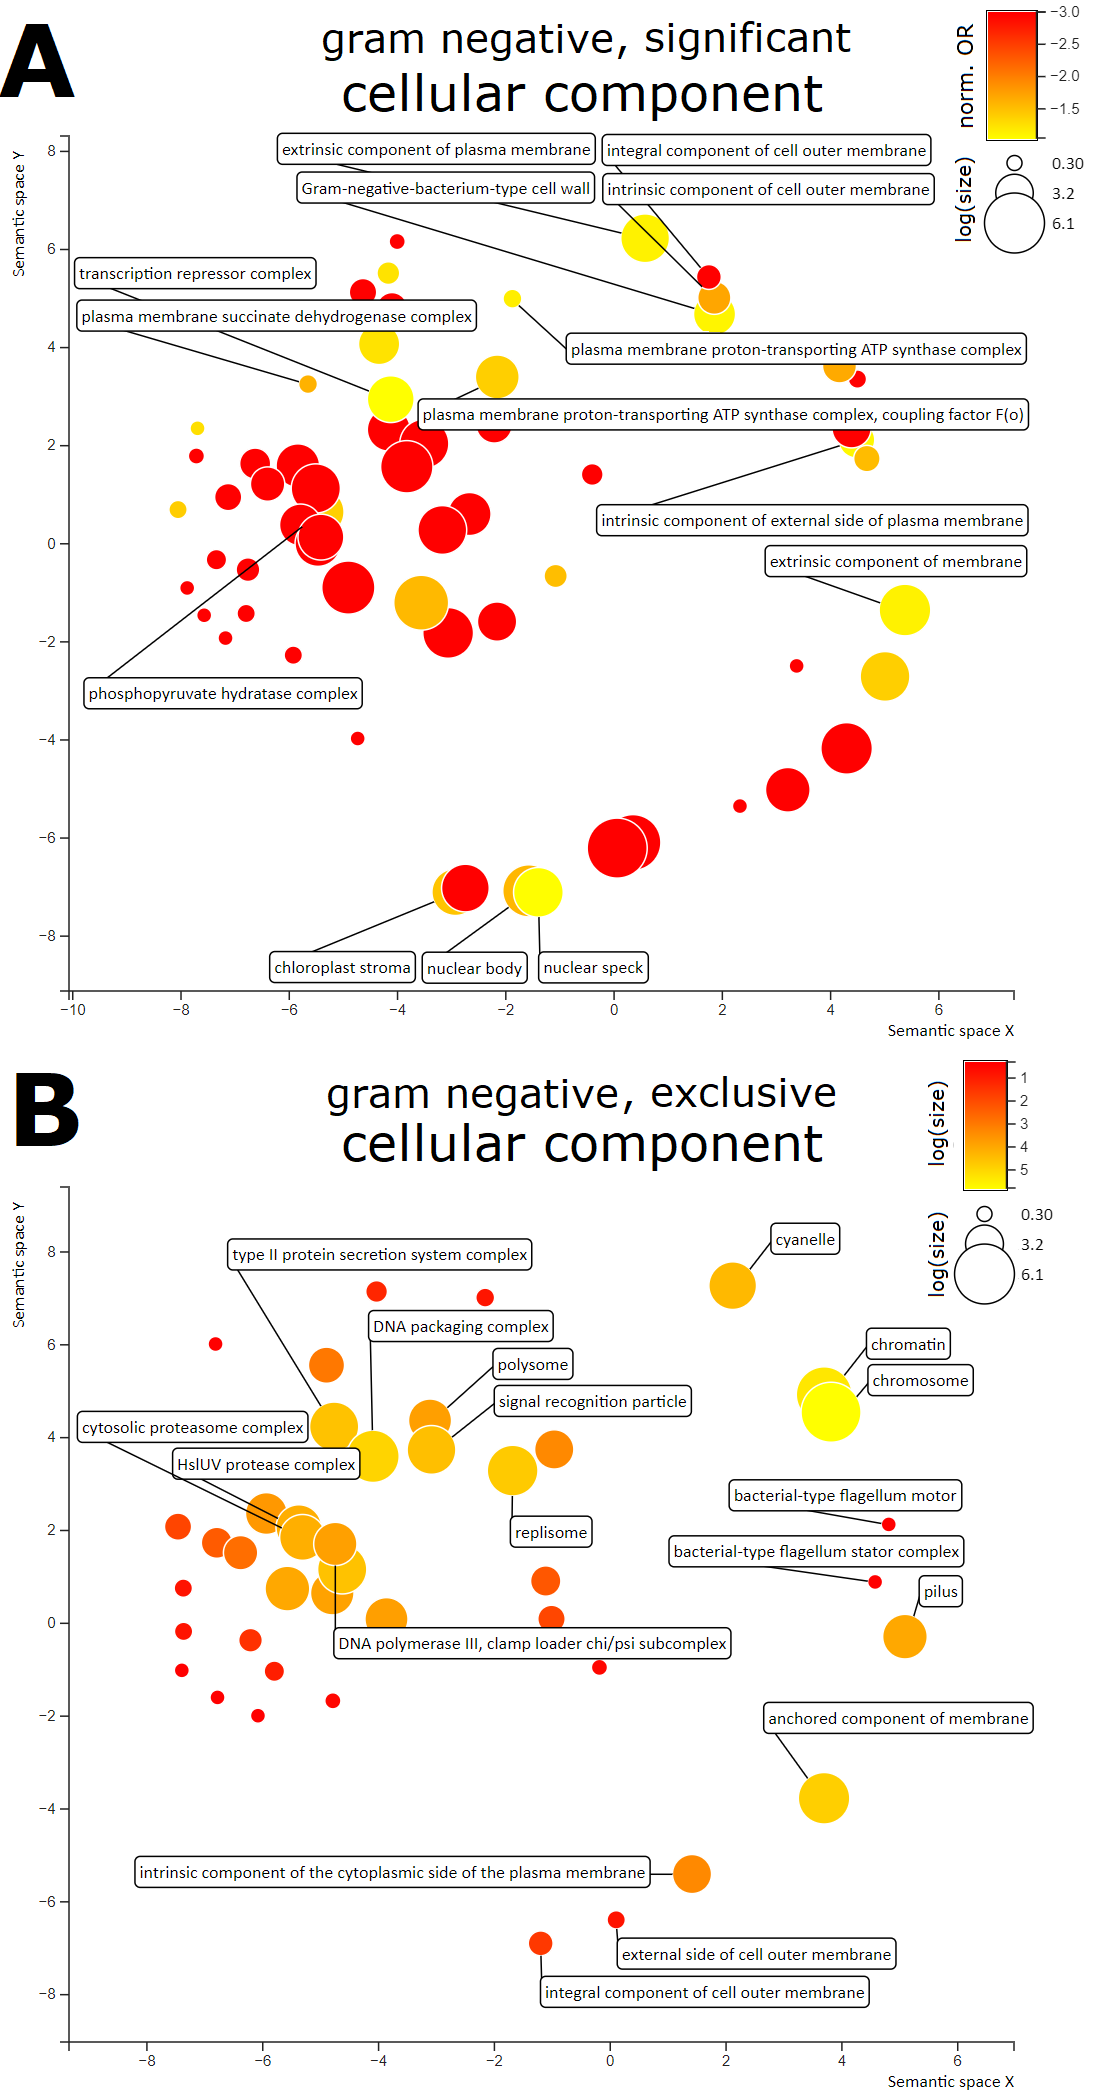 A
gram negative, significant
cellular component
norm. OR
−3.0
−2.5
−2.0
−1.5
log(size)
0.30
3.2
6.1
Semantic space Y
8
6
4
2
0
−2
−4
−6
−8
extrinsic component of plasma membrane
integral component of cell outer membrane
Gram-negative-bacterium-type cell wall
intrinsic component of cell outer membrane
transcription repressor complex
plasma membrane succinate dehydrogenase complex
plasma membrane proton-transporting ATP synthase complex
plasma membrane proton-transporting ATP synthase complex, coupling factor F(o)
intrinsic component of external side of plasma membrane
extrinsic component of membrane
phosphopyruvate hydratase complex
chloroplast stroma
nuclear body
nuclear speck
−10
−8
−6
−4
−2
0
2
4
6
Semantic space X
B
gram negative, exclusive
cellular component
log(size)
1
2
3
4
5
log(size)
0.30
3.2
6.1
Semantic space Y
8
6
4
2
0
−2
−4
−6
−8
type II protein secretion system complex
cyanelle
DNA packaging complex
chromatin
polysome
chromosome
signal recognition particle
cytosolic proteasome complex
HslUV protease complex
bacterial-type flagellum motor
replisome
bacterial-type flagellum stator complex
pilus
DNA polymerase III, clamp loader chi/psi subcomplex
anchored component of membrane
intrinsic component of the cytoplasmic side of the plasma membrane
external side of cell outer membrane
integral component of cell outer membrane
−8
−6
−4
−2
0
2
4
6
Semantic space X